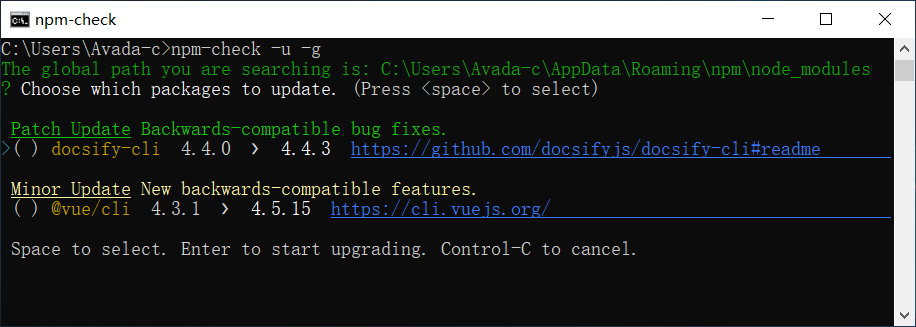 npm-check
C:\Users\Avada-c>npm-check -u -g
The global path you are searching is: C:\Users\Avada-c\AppData\Roaming\npm\node_modules
? Choose which packages to update. (Press <space> to select)
Patch Update Backwards-compatible bug fixes.
>( ) docsify-cli 4.4.0 › 4.4.3 https://github.com/docsifyjs/docsify-cli#readme
Minor Update New backwards-compatible features.
( ) @vue/cli 4.3.1 › 4.5.15 https://cli.vuejs.org/
Space to select. Enter to start upgrading. Control-C to cancel.